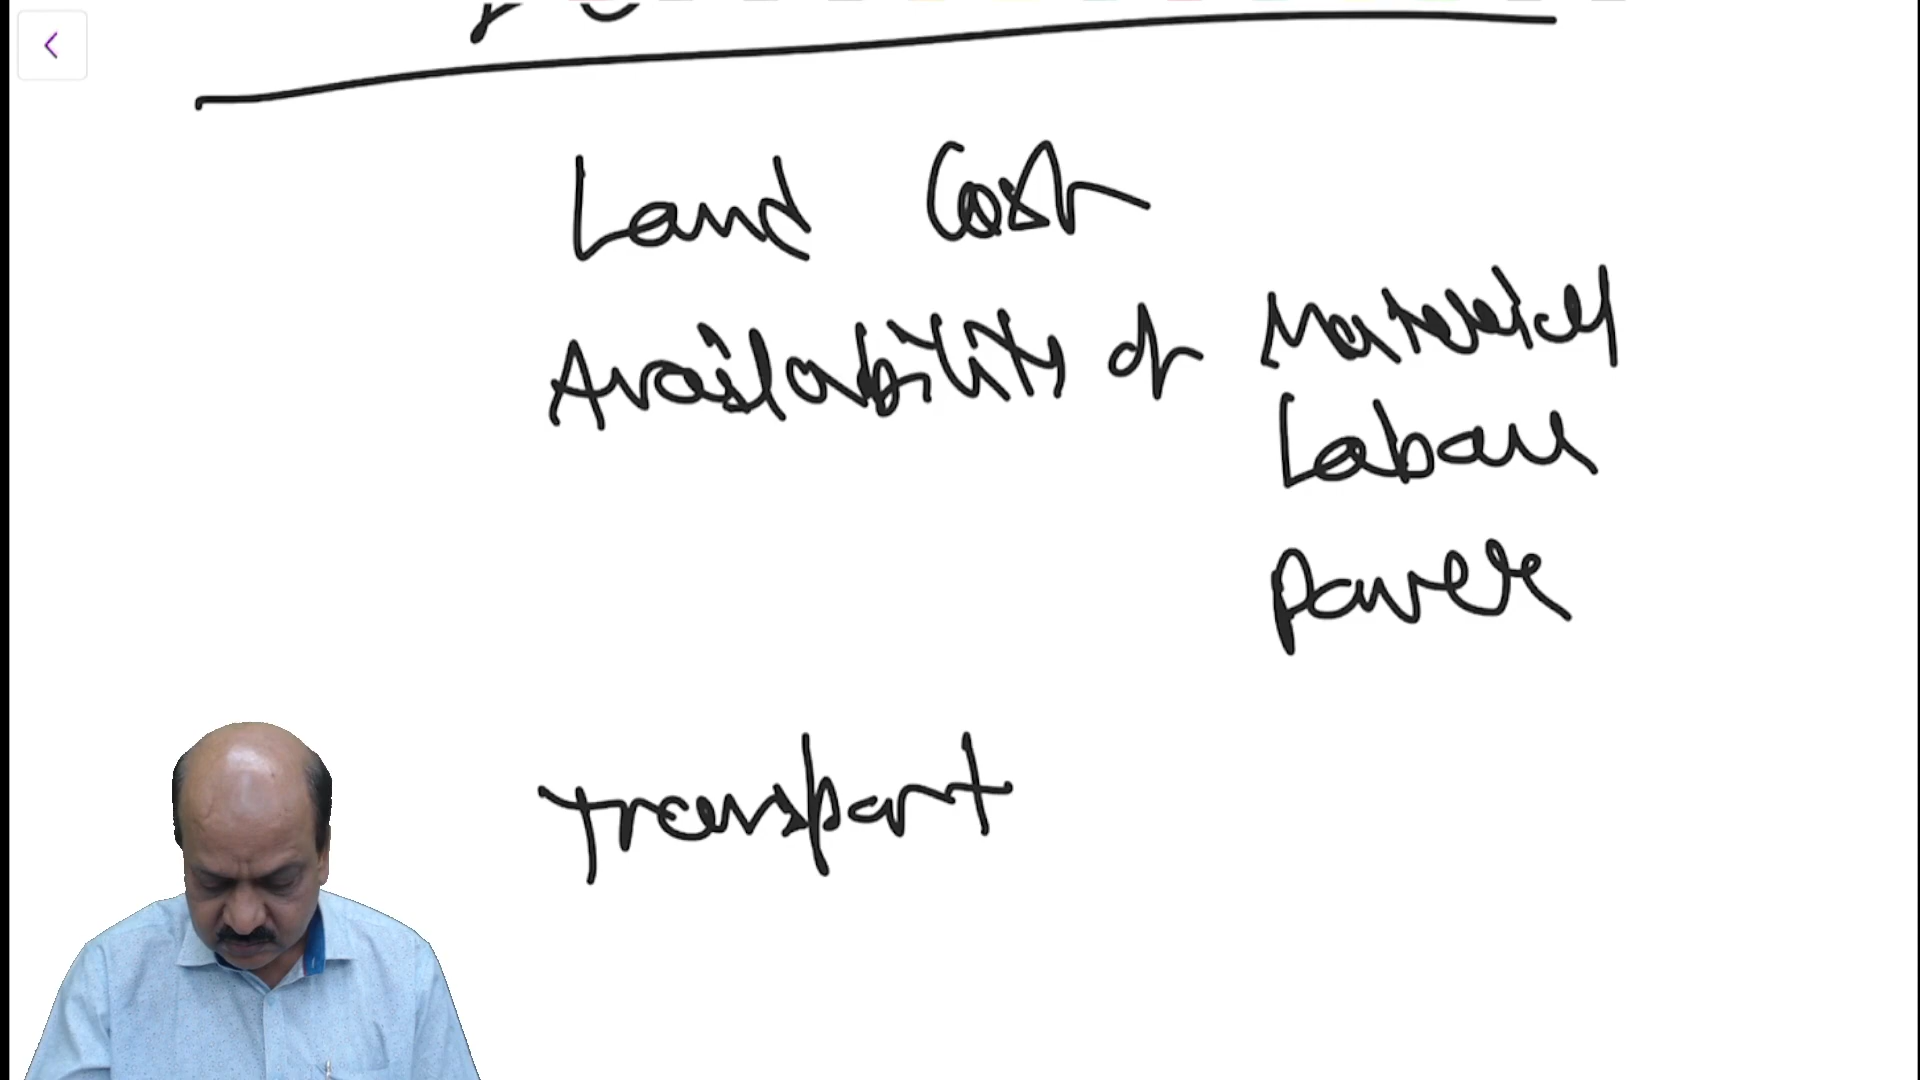 Land Cost
Availability of Material
Labour
Power
Transport